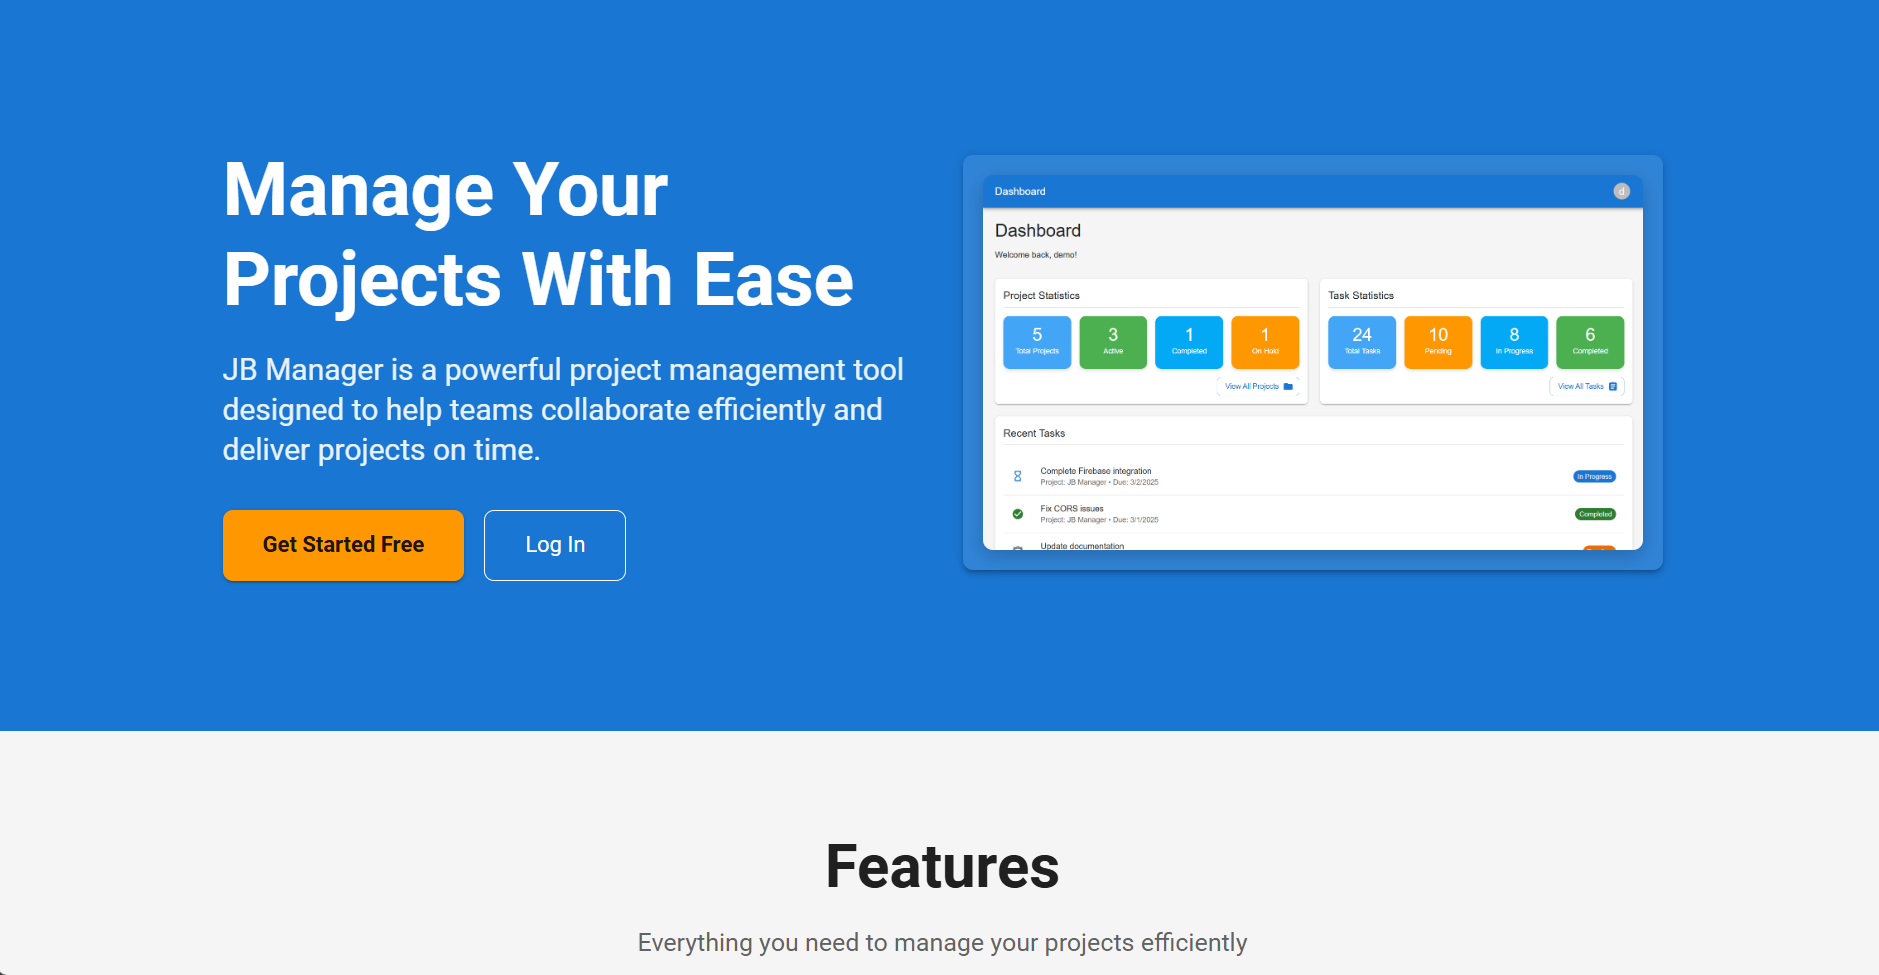 Manage Your
Projects With Ease
JB Manager is a powerful project management tool
designed to help teams collaborate efficiently and
deliver projects on time.
Get Started Free
Log In
Dashboard
d
Dashboard
Welcome back, demo!
Project Statistics
5
Total Projects
3
Active
1
Completed
1
On Hold
View All Projects
Task Statistics
24
Total Tasks
10
Pending
8
In Progress
6
Completed
View All Tasks
Recent Tasks
Complete Firebase integration
Project: JB Manager • Due: 3/2/2025
In Progress
Fix CORS issues
Project: JB Manager • Due: 3/1/2025
Completed
Update documentation
Features
Everything you need to manage your projects efficiently